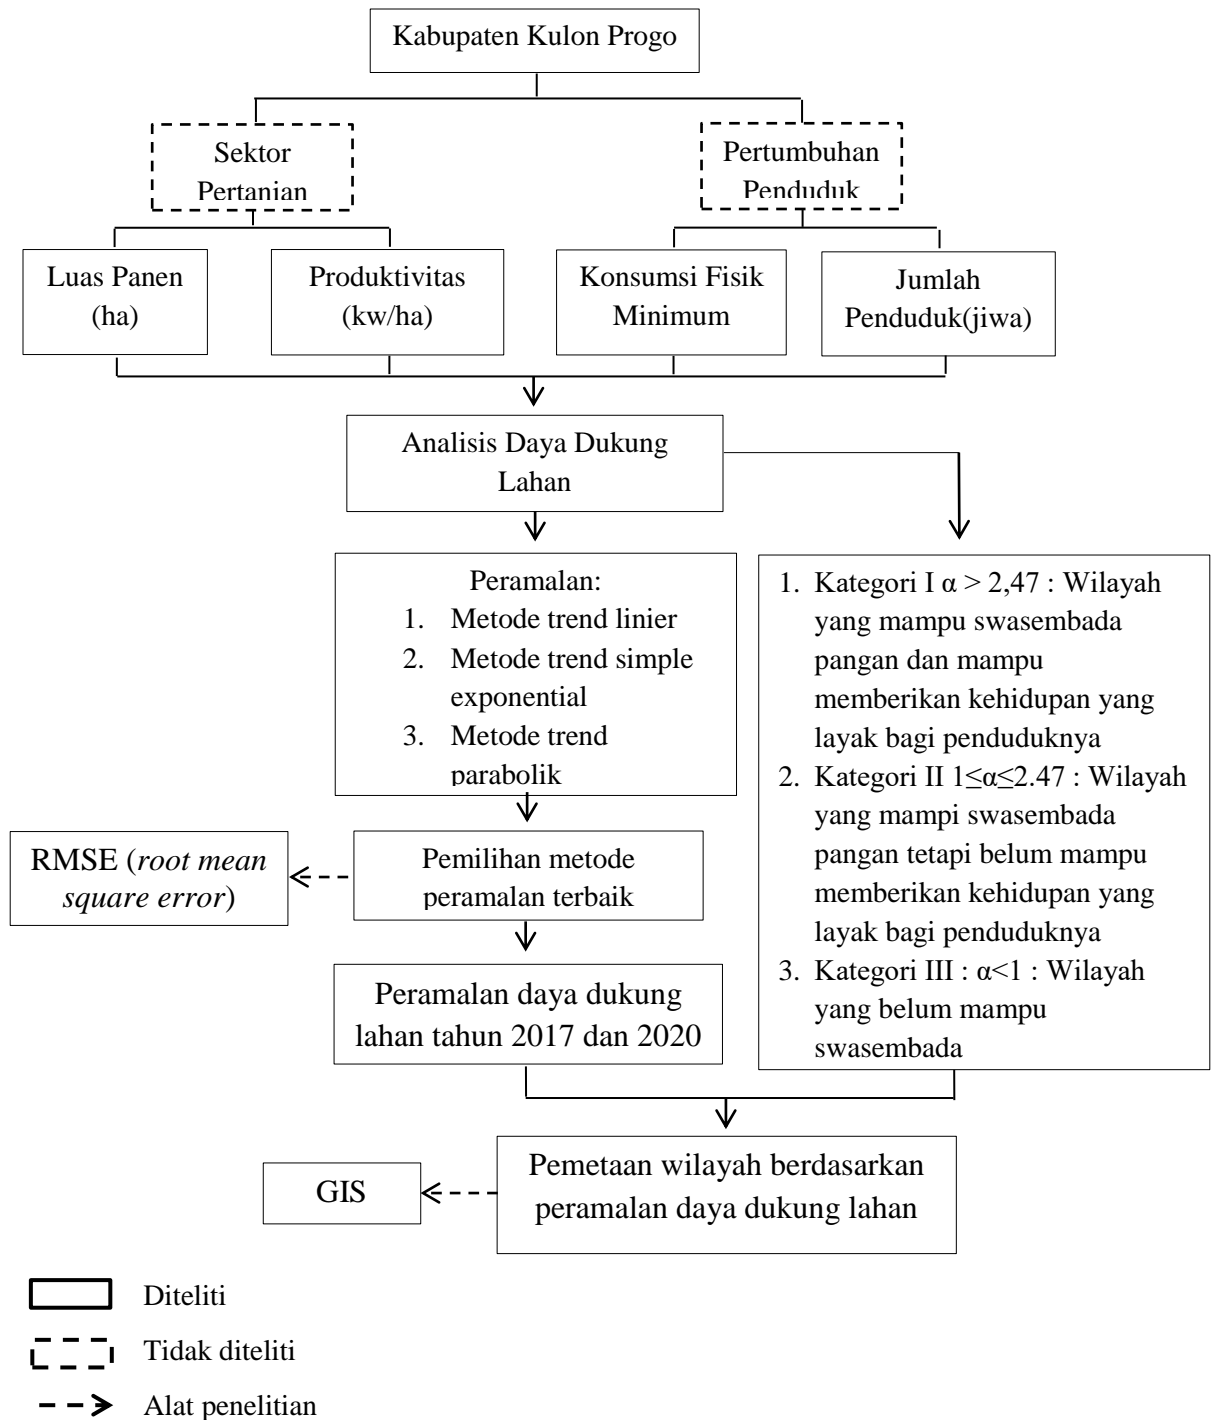 Kabupaten Kulon Progo
Sektor
Pertanian
Pertumbuhan
Penduduk
Luas Panen
(ha)
Produktivitas
(kw/ha)
Konsumsi Fisik
Minimum
Jumlah
Penduduk(jiwa)
Analisis Daya Dukung
Lahan
Peramalan:
1. Metode trend linier
2. Metode trend simple
exponential
3. Metode trend
parabolik
1. Kategori I α > 2,47 : Wilayah
yang mampu swasembada
pangan dan mampu
memberikan kehidupan yang
layak bagi penduduknya
2. Kategori II 1≤α≤2.47 : Wilayah
yang mampi swasembada
pangan tetapi belum mampu
memberikan kehidupan yang
layak bagi penduduknya
3. Kategori III : α<1 : Wilayah
yang belum mampu
swasembada
RMSE (root mean
square error)
Pemilihan metode
peramalan terbaik
Peramalan daya dukung
lahan tahun 2017 dan 2020
GIS
Pemetaan wilayah berdasarkan
peramalan daya dukung lahan
Diteliti
Tidak diteliti
Alat penelitian